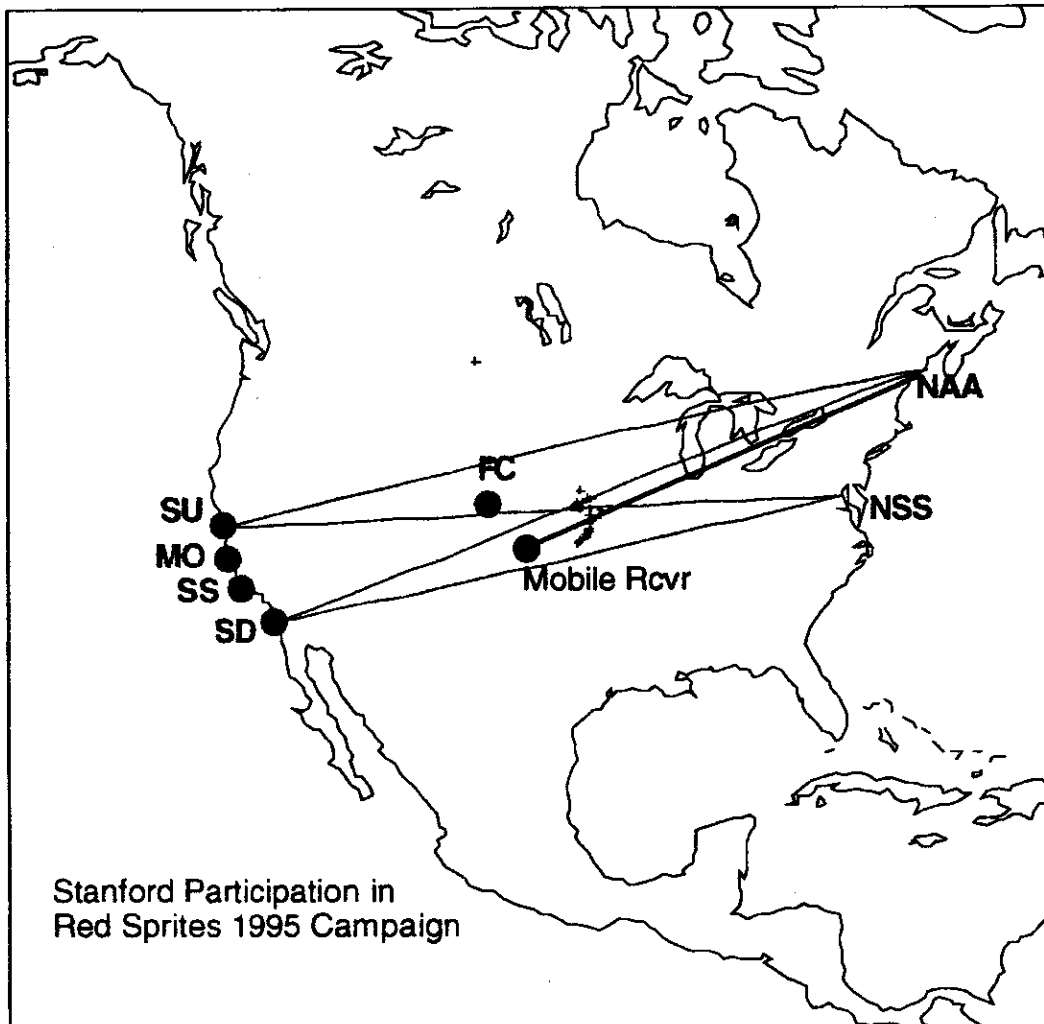 NAA
FC
SU
NSS
MO
Mobile Rcvr
SS
SD
Stanford Participation in
Red Sprites 1995 Campaign